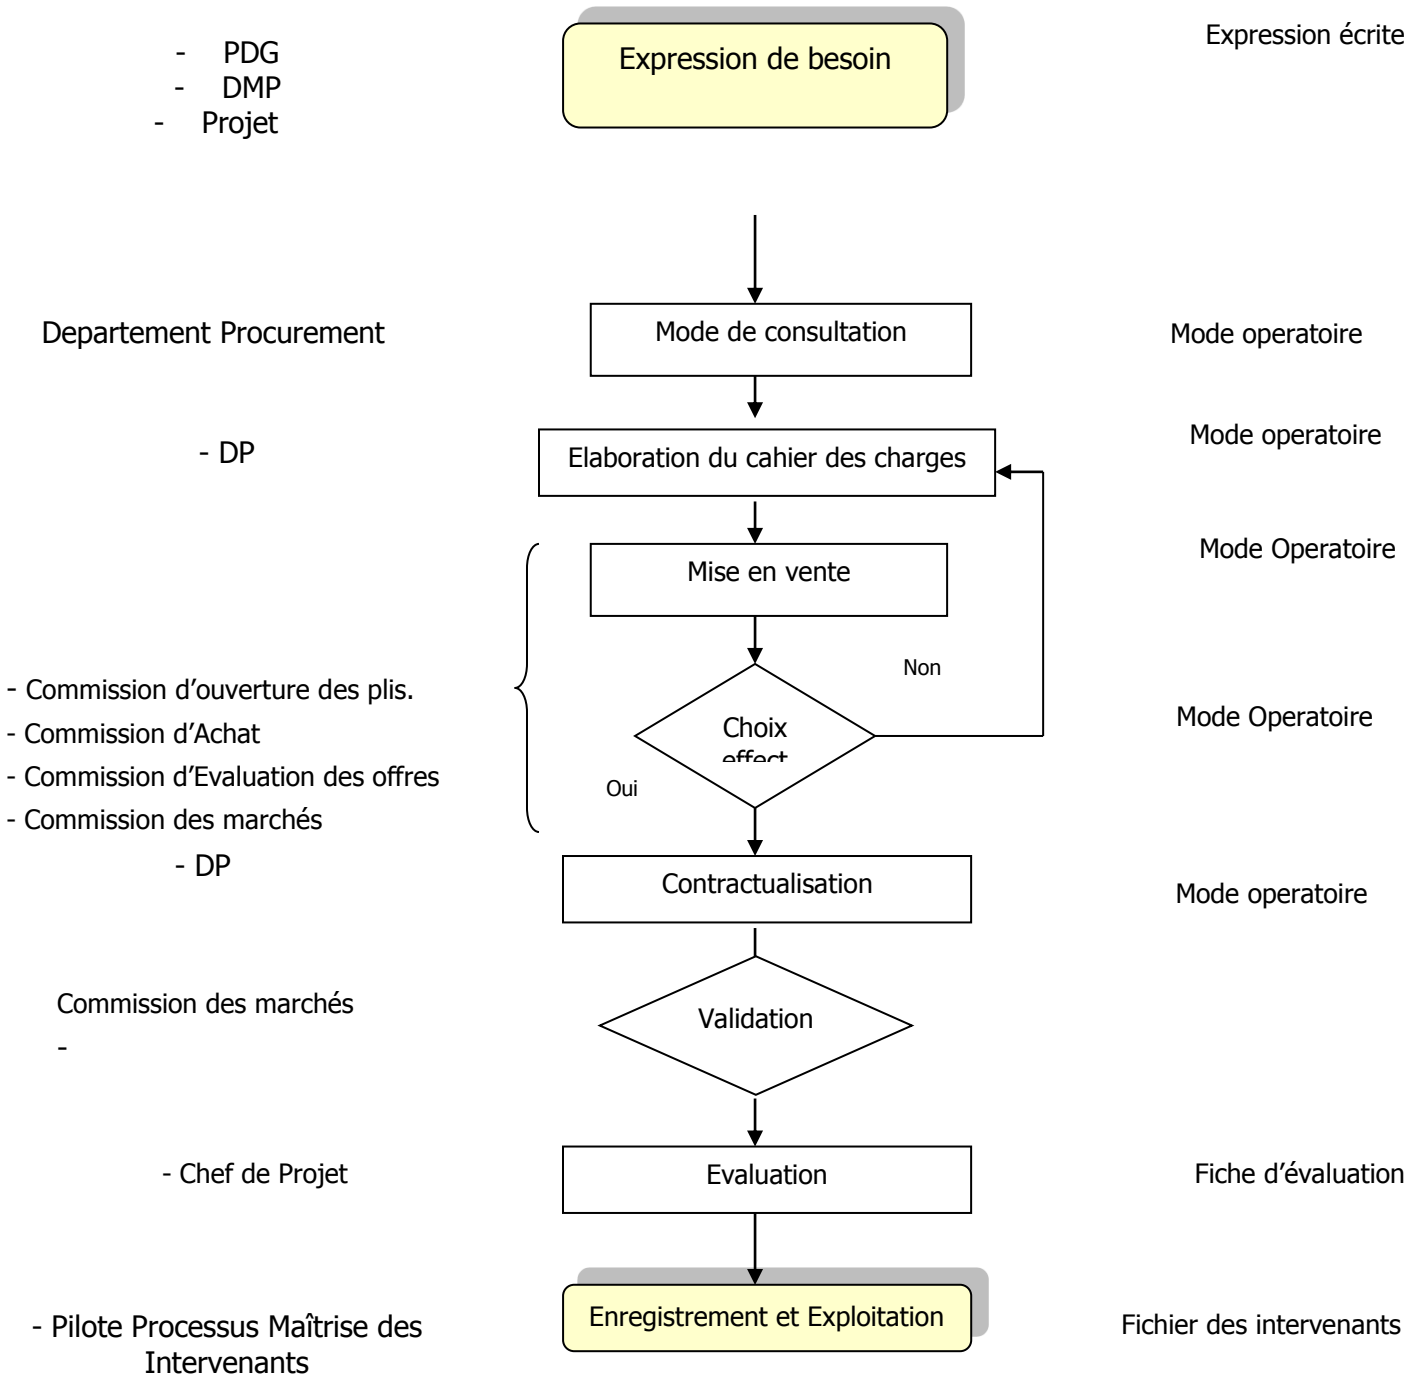 - PDG
- DMP
- Projet
Expression de besoin
Expression écrite
Departement Procurement
Mode de consultation
Mode operatoire
- DP
Elaboration du cahier des charges
Mode operatoire
Mise en vente
Mode Operatoire
Non
- Commission d’ouverture des plis.
- Commission d’Achat
- Commission d’Evaluation des offres
- Commission des marchés
Choix
effect
Oui
Mode Operatoire
- DP
Contractualisation
Mode operatoire
Commission des marchés
-
Validation
- Chef de Projet
Evaluation
Fiche d’évaluation
- Pilote Processus Maîtrise des
Intervenants
Enregistrement et Exploitation
Fichier des intervenants